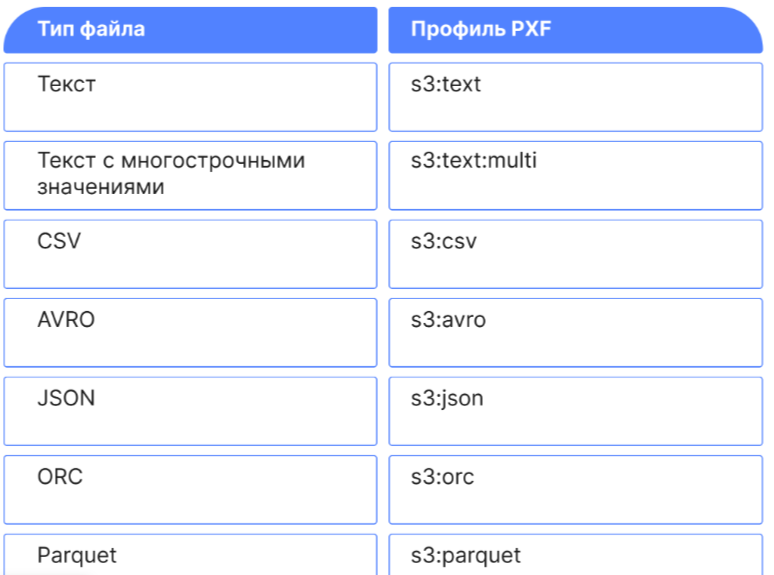 Тип файла
Профиль PXF
Текст
s3:text
Текст с многострочными
значениями
s3:text:multi
CSV
s3:csv
AVRO
s3:avro
JSON
s3:json
ORC
s3:orc
Parquet
s3:parquet